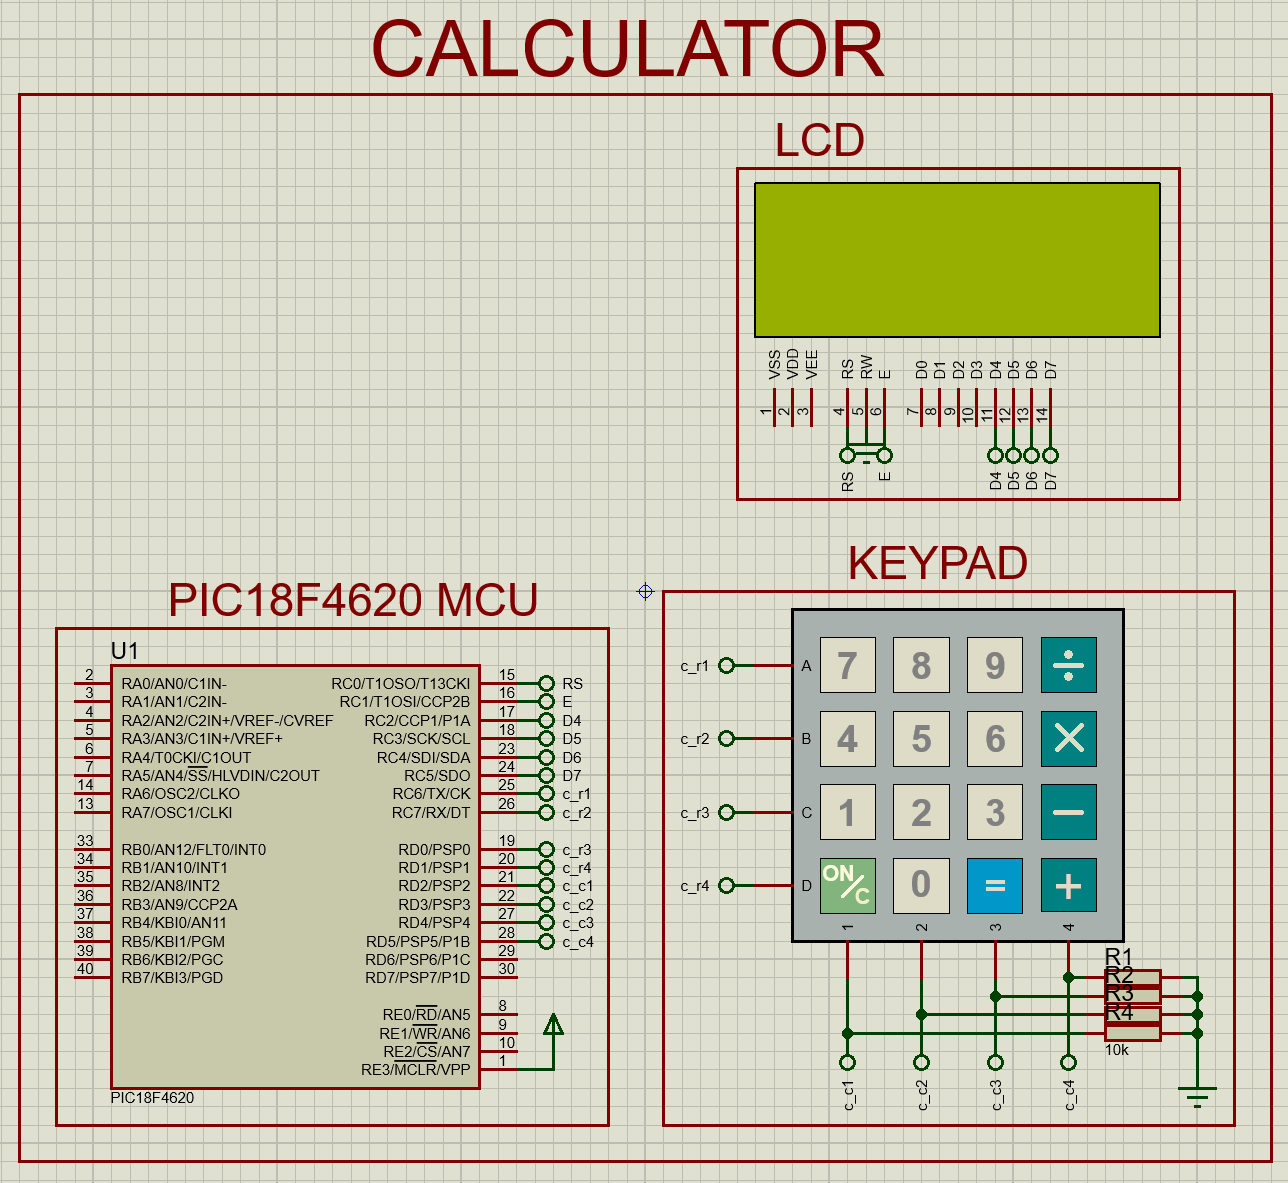 CALCULATOR
LCD
VSS VDD VEE RS RW E D0 D1 D2 D3 D4 D5 D6 D7
1 2 3 4 5 6 7 8 9 10 11 12 13 14
RS E D4 D5 D6 D7
PIC18F4620 MCU
U1
2 RA0/AN0/C1IN- RC0/T1OSO/T13CKI 15 RS
3 RA1/AN1/C2IN- RC1/T1OSI/CCP2B 16 E
4 RA2/AN2/C2IN+/VREF-/CVREF RC2/CCP1/P1A 17 D4
5 RA3/AN3/C1IN+/VREF+ RC3/SCK/SCL 18 D5
6 RA4/T0CKI/C1OUT RC4/SDI/SDA 23 D6
7 RA5/AN4/SS/HLVDIN/C2OUT RC5/SDO 24 D7
14 RA6/OSC2/CLKO RC6/TX/CK 25 c_r1
13 RA7/OSC1/CLKI RC7/RX/DT 26 c_r2
33 RB0/AN12/FLT0/INT0 RD0/PSP0 19 c_r3
34 RB1/AN10/INT1 RD1/PSP1 20 c_r4
35 RB2/AN8/INT2 RD2/PSP2 21 c_c1
36 RB3/AN9/CCP2A RD3/PSP3 22 c_c2
37 RB4/KBI0/AN11 RD4/PSP4 27 c_c3
38 RB5/KBI1/PGM RD5/PSP5/P1B 28 c_c4
39 RB6/KBI2/PGC RD6/PSP6/P1C 29
40 RB7/KBI3/PGD RD7/PSP7/P1D 30
RE0/RD/AN5 8
RE1/WR/AN6 9
RE2/CS/AN7 10
RE3/MCLR/VPP 1
PIC18F4620
KEYPAD
c_r1 A 7 8 9 ÷
c_r2 B 4 5 6 ×
c_r3 C 1 2 3 −
c_r4 D ON/C 0 = +
1 2 3 4
R1
R2
R3
R4
10k
c_c1 c_c2 c_c3 c_c4